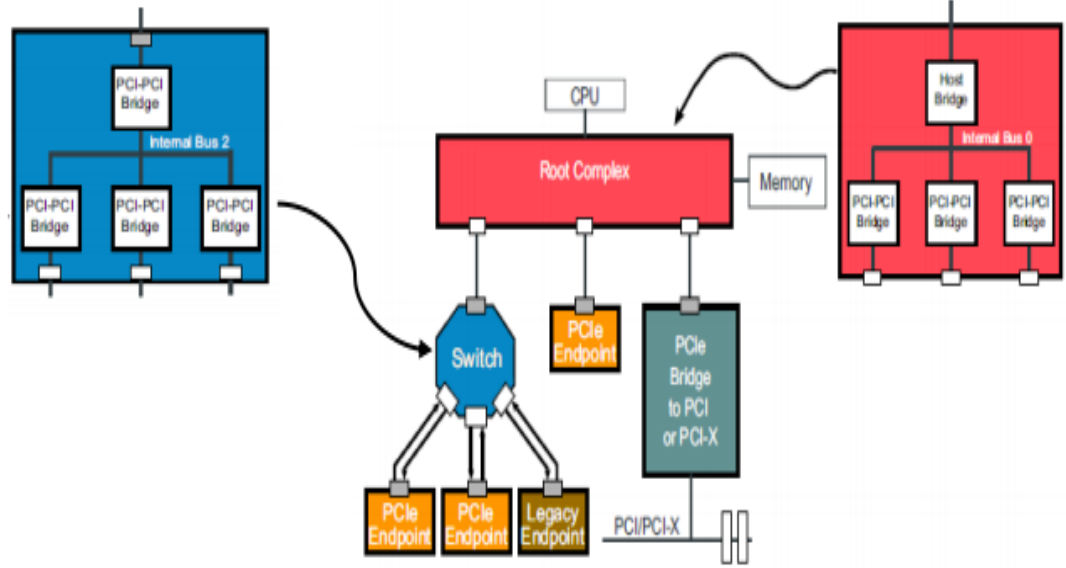 PCI-PCI
Bridge
Internal Bus 2
PCI-PCI
Bridge
PCI-PCI
Bridge
PCI-PCI
Bridge
CPU
Root Complex
Memory
Host
Bridge
Internal Bus 0
PCI-PCI
Bridge
PCI-PCI
Bridge
PCI-PCI
Bridge
Switch
PCIe
Endpoint
PCIe
Bridge
to PCI
or PCI-X
PCIe
Endpoint
PCIe
Endpoint
Legacy
Endpoint
PCI/PCI-X